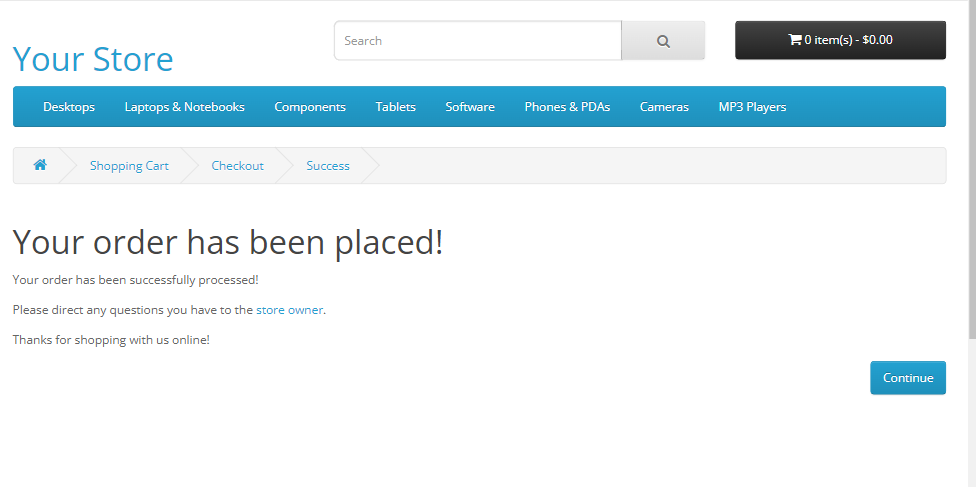 Your Store
Search
0 item(s) - $0.00
Desktops Laptops & Notebooks Components Tablets Software Phones & PDAs Cameras MP3 Players
Shopping Cart Checkout Success
Your order has been placed!
Your order has been successfully processed!
Please direct any questions you have to the store owner.
Thanks for shopping with us online!
Continue